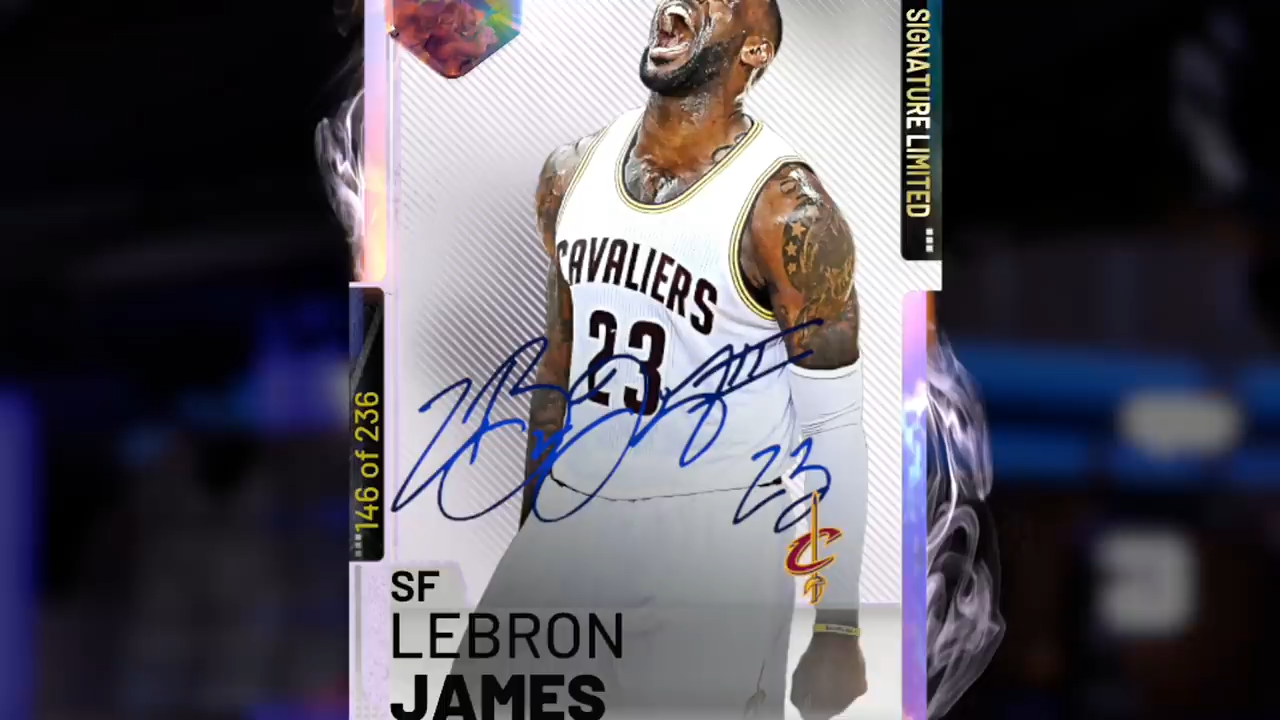 SIGNATURE LIMITED
CAVALIERS
23
23
146 of 236
SF
LEBRON
JAMES